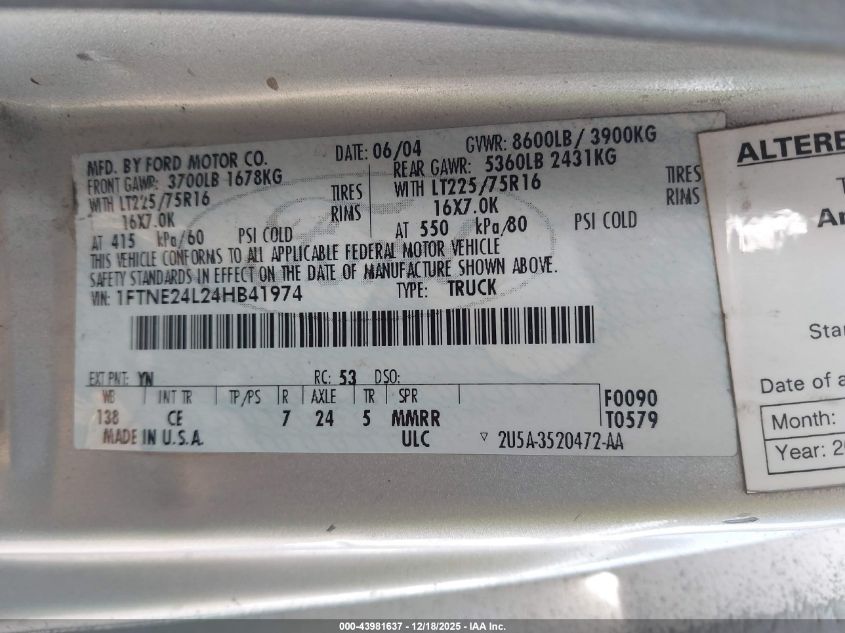 MFD. BY FORD MOTOR CO.
DATE: 06/04
GVWR: 8600LB / 3900KG
FRONT GAWR: 3700LB 1678KG
REAR GAWR: 5360LB 2431KG
WITH LT225/75R16 TIRES
WITH LT225/75R16 TIRES
16X7.0K RIMS
16X7.0K RIMS
AT 415 kPa/60 PSI COLD
AT 550 kPa/80 PSI COLD
THIS VEHICLE CONFORMS TO ALL APPLICABLE FEDERAL MOTOR VEHICLE
SAFETY STANDARDS IN EFFECT ON THE DATE OF MANUFACTURE SHOWN ABOVE.
VIN: 1FTNE24L24HB41974 TYPE: TRUCK
EXT PNT: YN RC: 53 DSO:
WB INT TR TP/PS R AXLE TR SPR F0090
138 CE 7 24 5 MMRR T0579
MADE IN U.S.A. ULC ▽ 2U5A-3520472-AA
ALTERE
Date of a
Month:
Year: 20
000-43981637 - 12/18/2025 - IAA Inc.